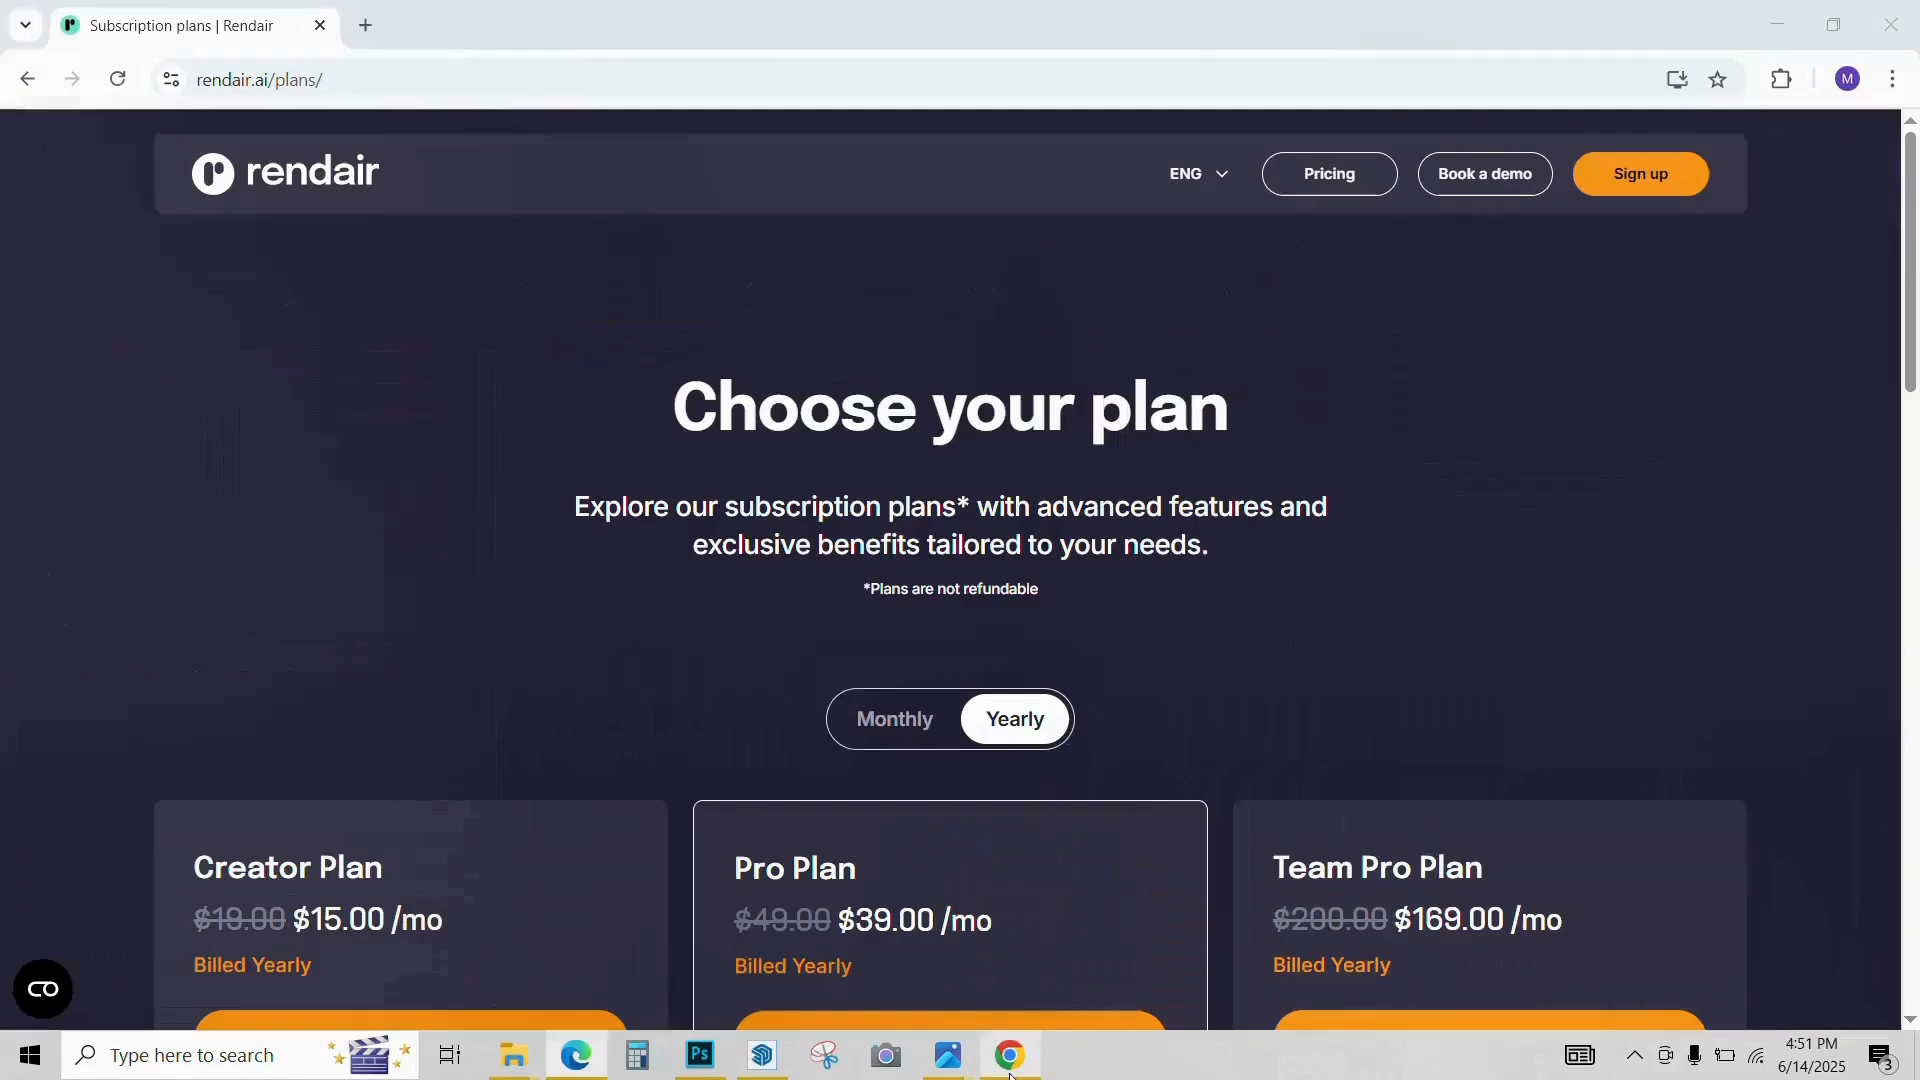 Subscription plans | Rendair
rendair.ai/plans/
M
rendair
ENG
Pricing
Book a demo
Sign up
Choose your plan
Explore our subscription plans* with advanced features and
exclusive benefits tailored to your needs.
*Plans are not refundable
Monthly
Yearly
Creator Plan
$19.00 $15.00 /mo
Billed Yearly
Pro Plan
$49.00 $39.00 /mo
Billed Yearly
Team Pro Plan
$200.00 $169.00 /mo
Billed Yearly
Type here to search
Ps
4:51 PM
6/14/2025
3